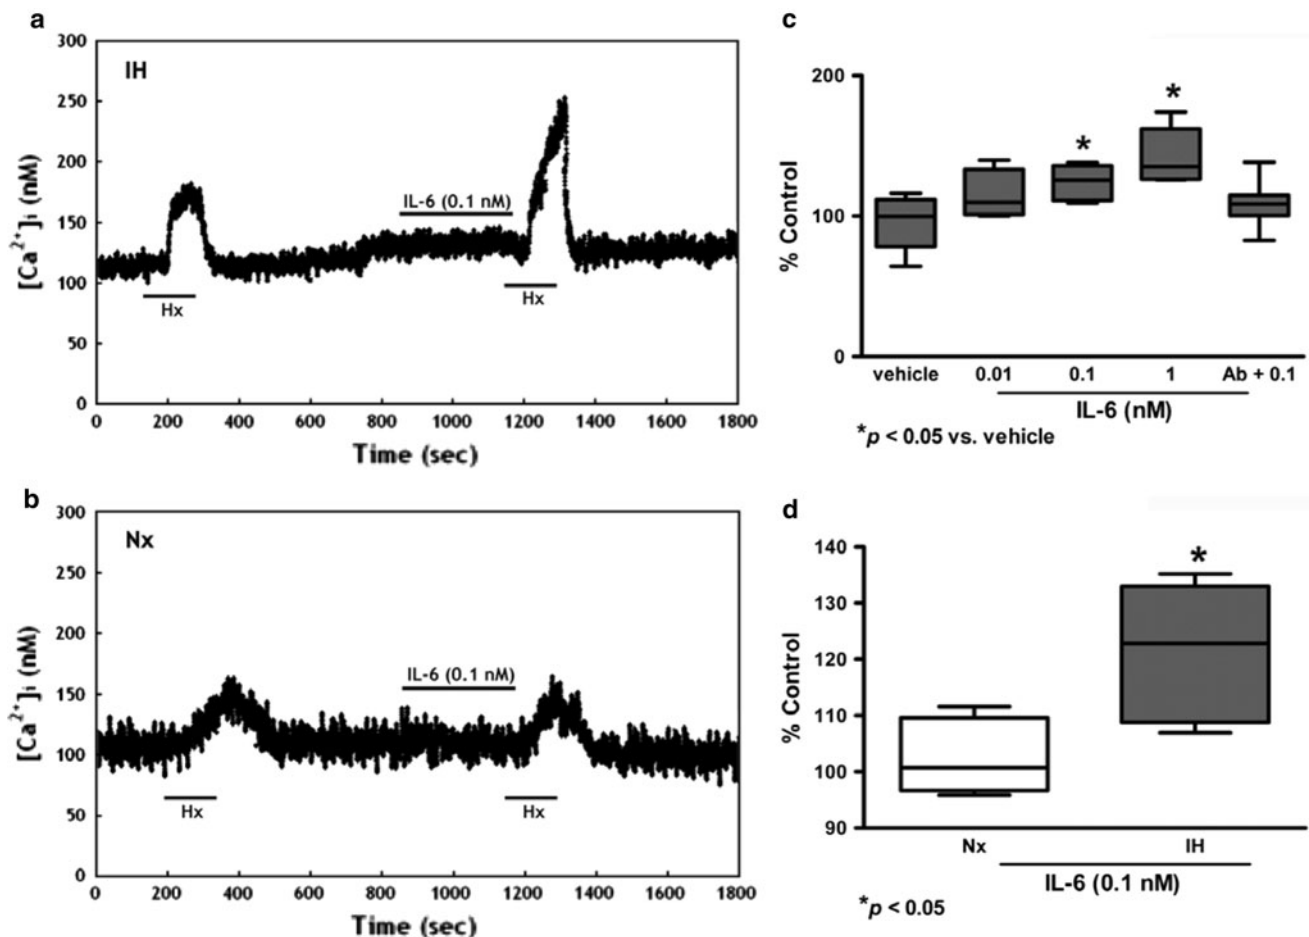 a
300
250
200
150
100
50
0
[Ca²⁺]i (nM)
IH
IL-6 (0.1 nM)
Hx
Hx
0 200 400 600 800 1000 1200 1400 1600 1800
Time (sec)
b
300
250
200
150
100
50
0
[Ca²⁺]i (nM)
Nx
IL-6 (0.1 nM)
Hx
Hx
0 200 400 600 800 1000 1200 1400 1600 1800
Time (sec)
c
200
100
0
% Control
*
*
vehicle 0.01 0.1 1 Ab + 0.1
IL-6 (nM)
*p < 0.05 vs. vehicle
d
140
130
120
110
100
90
% Control
*
Nx IH
IL-6 (0.1 nM)
*p < 0.05